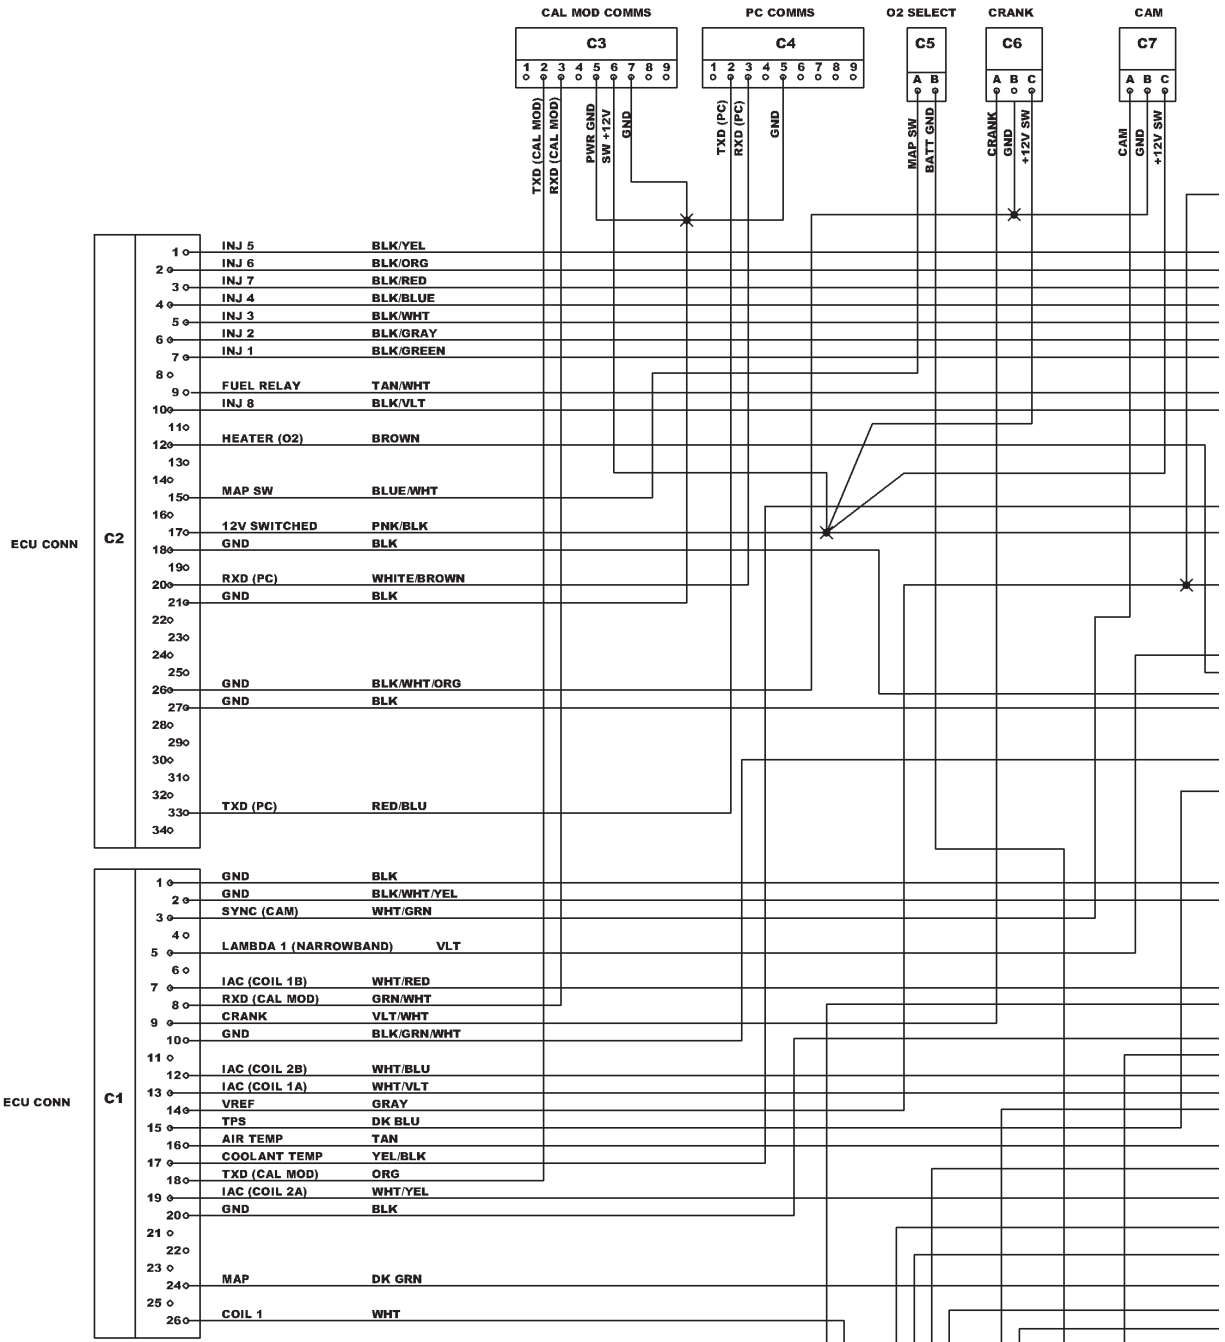 CAL MOD COMMS PC COMMS O2 SELECT CRANK CAM
C3 C4 C5 C6 C7
1 2 3 4 5 6 7 8 9 1 2 3 4 5 6 7 8 9 A B A B C A B C
TXD (CAL MOD)
RXD (CAL MOD)
PWR GND
SW +12V
GND
TXD (PC)
RXD (PC)
GND
MAP SW
BATT GND
CRANK
GND
+12V SW
CAM
GND
+12V SW
ECU CONN
C2
1 INJ 5 BLK/YEL
2 INJ 6 BLK/ORG
3 INJ 7 BLK/RED
4 INJ 4 BLK/BLUE
5 INJ 3 BLK/WHT
6 INJ 2 BLK/GRAY
7 INJ 1 BLK/GREEN
8
9 FUEL RELAY TAN/WHT
10 INJ 8 BLK/VLT
11
12 HEATER (O2) BROWN
13
14
15 MAP SW BLUE/WHT
16
17 12V SWITCHED PNK/BLK
18 GND BLK
19
20 RXD (PC) WHITE/BROWN
21 GND BLK
22
23
24
25
26 GND BLK/WHT/ORG
27 GND BLK
28
29
30
31
32
33 TXD (PC) RED/BLU
34
ECU CONN
C1
1 GND BLK
2 GND BLK/WHT/YEL
3 SYNC (CAM) WHT/GRN
4
5 LAMBDA 1 (NARROWBAND) VLT
6
7 IAC (COIL 1B) WHT/RED
8 RXD (CAL MOD) GRN/WHT
9 CRANK VLT/WHT
10 GND BLK/GRN/WHT
11
12 IAC (COIL 2B) WHT/BLU
13 IAC (COIL 1A) WHT/VLT
14 VREF GRAY
15 TPS DK BLU
16 AIR TEMP TAN
17 COOLANT TEMP YEL/BLK
18 TXD (CAL MOD) ORG
19 IAC (COIL 2A) WHT/YEL
20 GND BLK
21
22
23
24 MAP DK GRN
25
26 COIL 1 WHT